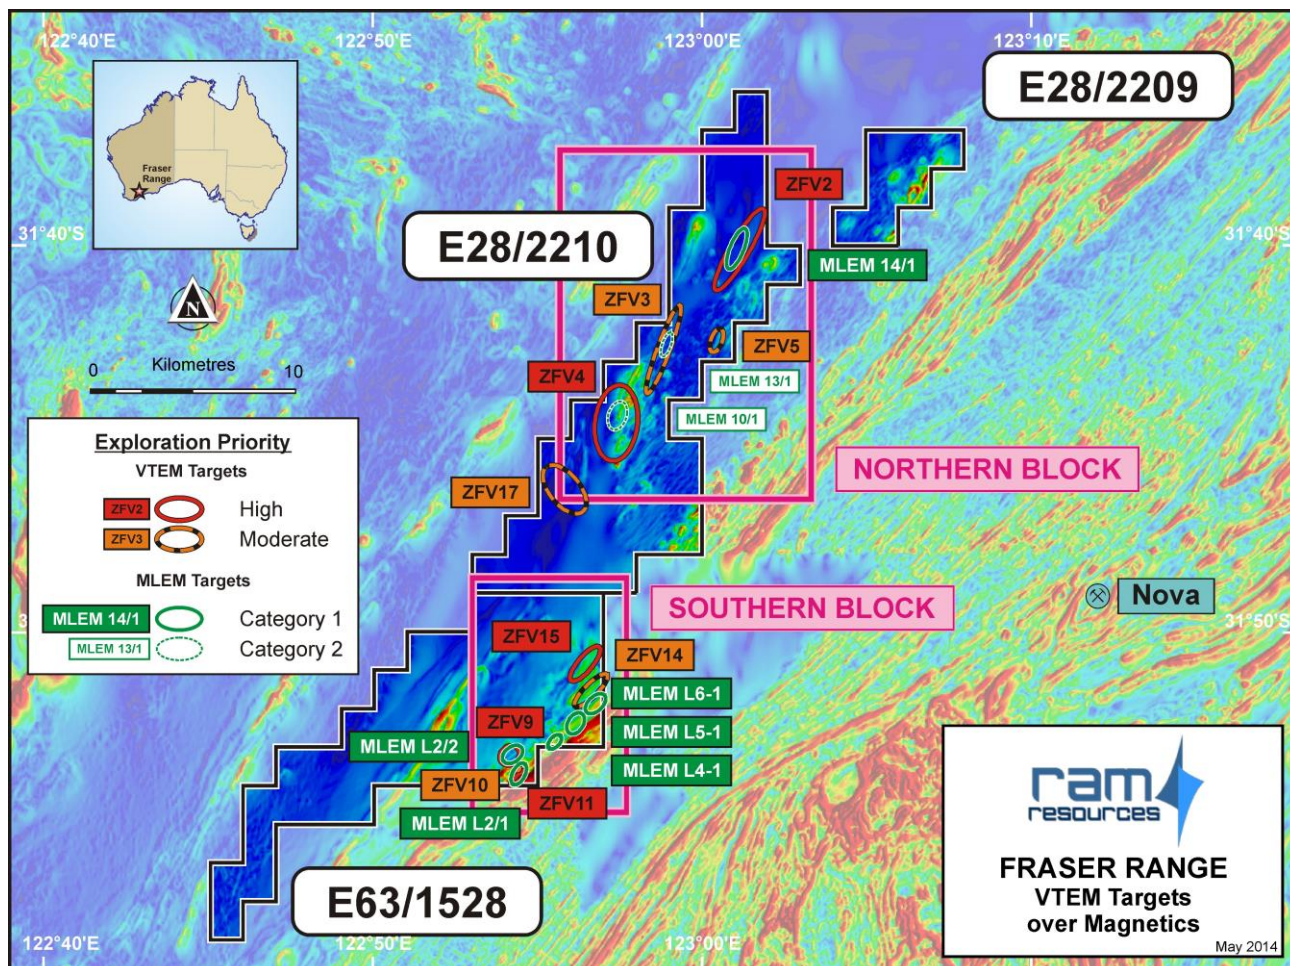 122°40'E
122°50'E
123°00'E
123°10'E
E28/2209
Fraser
Range
ZFV2
31°40'S
E28/2210
31°40'S
MLEM 14/1
ZFV3
N
ZFV5
Kilometres
0
10
ZFV4
MLEM 13/1
MLEM 10/1
Exploration Priority
VTEM Targets
ZFV2
High
ZFV3
Moderate
MLEM Targets
MLEM 14/1
Category 1
MLEM 13/1
Category 2
NORTHERN BLOCK
ZFV17
SOUTHERN BLOCK
Nova
31°50'S
ZFV15
ZFV14
MLEM L6-1
ZFV9
MLEM L5-1
MLEM L2/2
MLEM L4-1
ZFV10
ZFV11
MLEM L2/1
E63/1528
ram
resources
FRASER RANGE
VTEM Targets
over Magnetics
May 2014
122°40'E
122°50'E
123°00'E